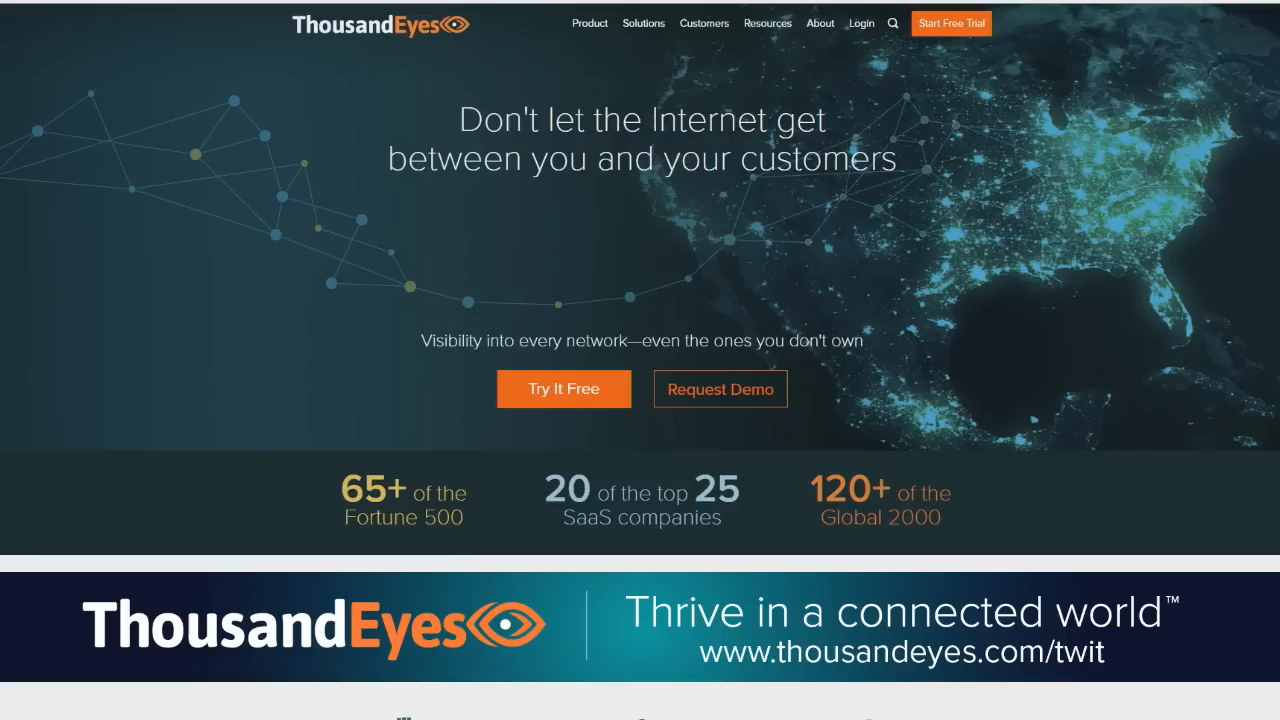 ThousandEyes
Product Solutions Customers Resources About Login Start Free Trial
Don't let the Internet get
between you and your customers
Visibility into every network—even the ones you don't own
Try It Free Request Demo
65+ of the
Fortune 500
20 of the top 25
SaaS companies
120+ of the
Global 2000
ThousandEyes
Thrive in a connected world™
www.thousandeyes.com/twit